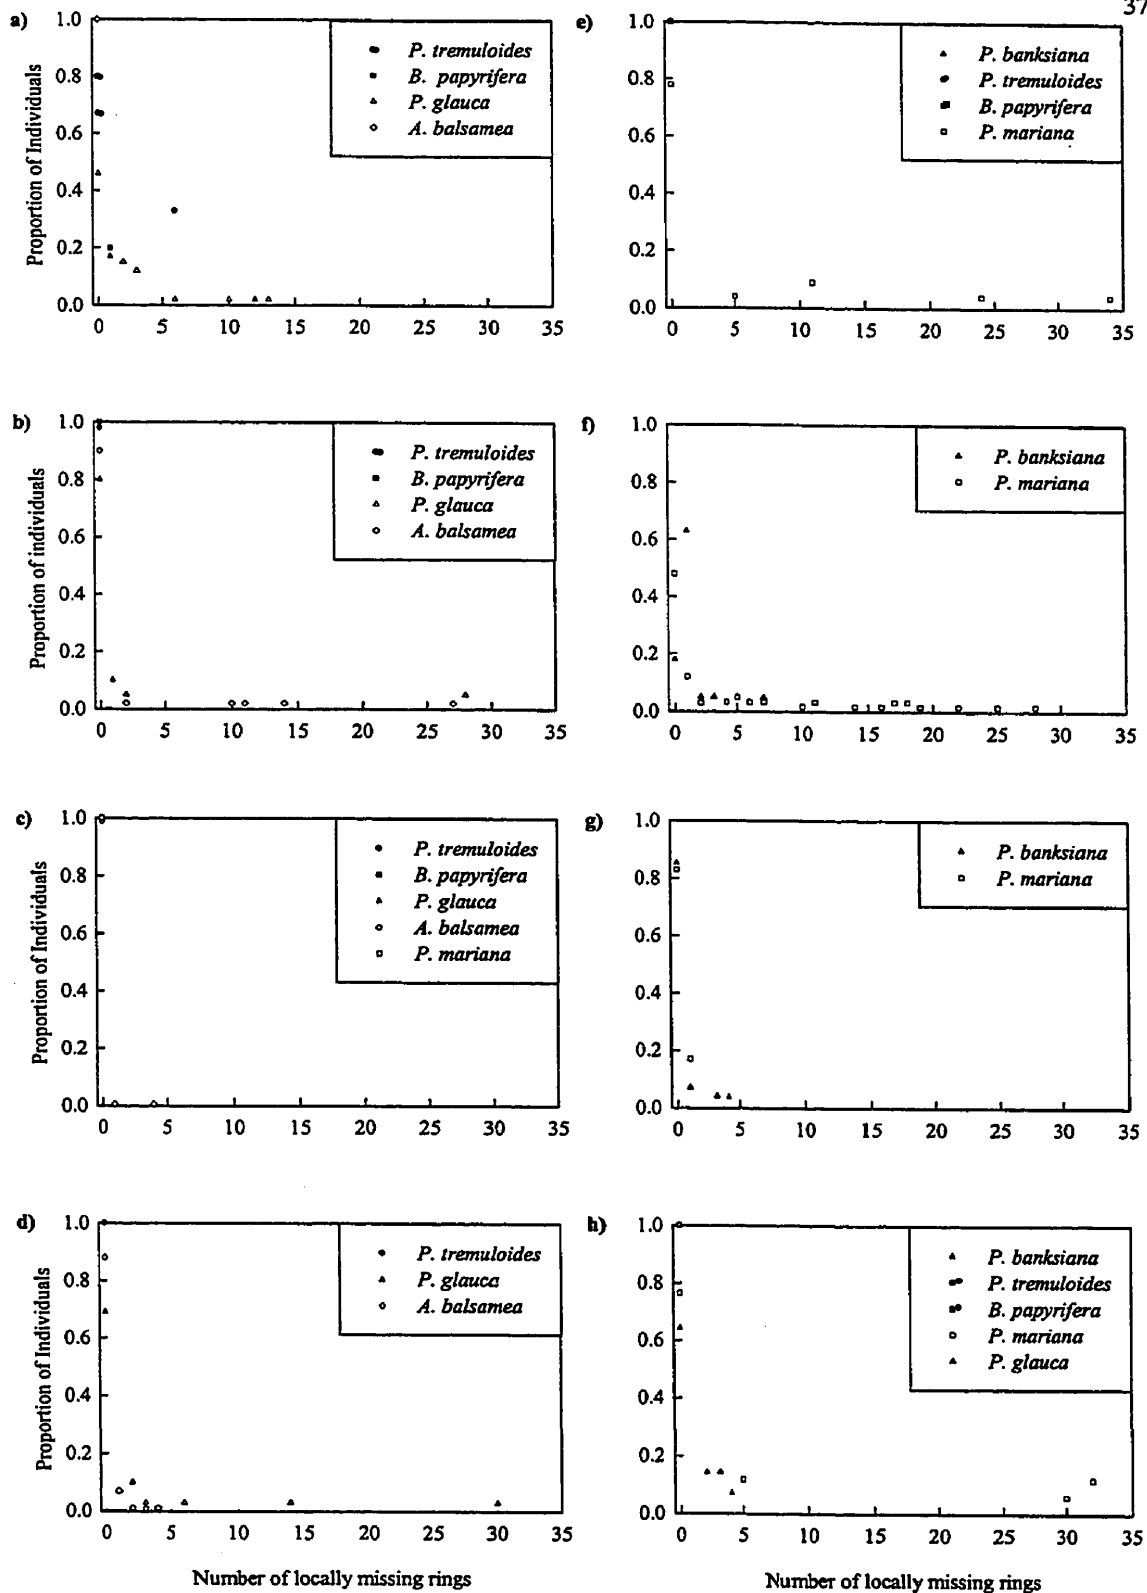 37
a)
1.0
0.8
0.6
0.4
0.2
0.0
Proportion of Individuals
P. tremuloides
B. papyrifera
P. glauca
A. balsamea
0 5 10 15 20 25 30 35
e)
1.0
0.8
0.6
0.4
0.2
0.0
P. banksiana
P. tremuloides
B. papyrifera
P. mariana
0 5 10 15 20 25 30 35
b)
1.0
0.8
0.6
0.4
0.2
0.0
Proportion of individuals
P. tremuloides
B. papyrifera
P. glauca
A. balsamea
0 5 10 15 20 25 30 35
f)
1.0
0.8
0.6
0.4
0.2
0.0
P. banksiana
P. mariana
0 5 10 15 20 25 30 35
c)
1.0
0.8
0.6
0.4
0.2
0.0
Proportion of Individuals
P. tremuloides
B. papyrifera
P. glauca
A. balsamea
P. mariana
0 5 10 15 20 25 30 35
g)
1.0
0.8
0.6
0.4
0.2
0.0
P. banksiana
P. mariana
0 5 10 15 20 25 30 35
d)
1.0
0.8
0.6
0.4
0.2
0.0
Proportion of Individuals
P. tremuloides
P. glauca
A. balsamea
0 5 10 15 20 25 30 35
Number of locally missing rings
h)
1.0
0.8
0.6
0.4
0.2
0.0
P. banksiana
P. tremuloides
B. papyrifera
P. mariana
P. glauca
0 5 10 15 20 25 30 35
Number of locally missing rings